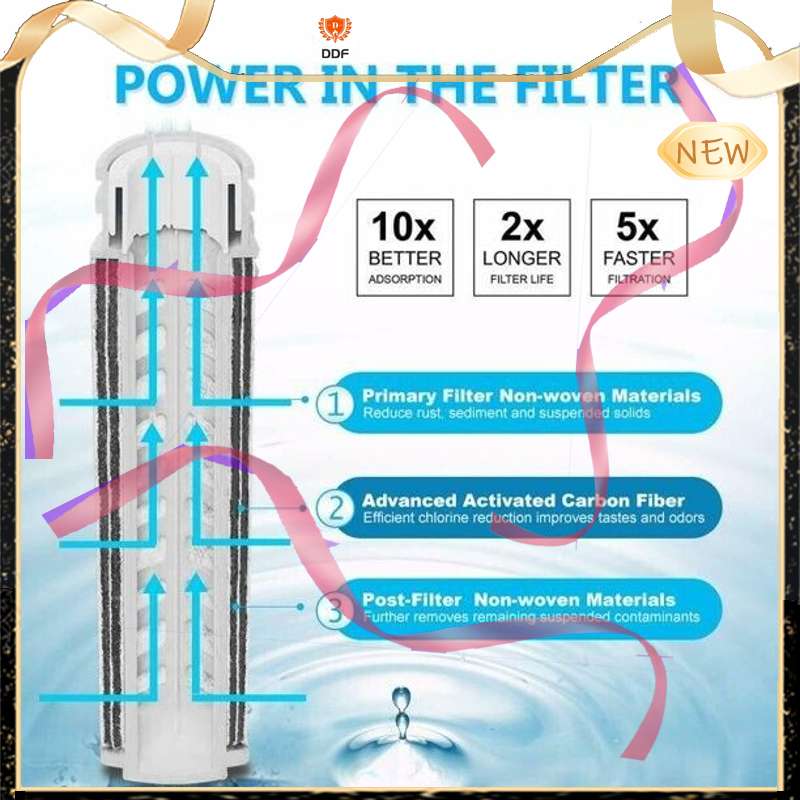 DDF
POWER IN THE FILTER
NEW
10x
BETTER
ADSORPTION
2x
LONGER
FILTER LIFE
5x
FASTER
FILTRATION
1
Primary Filter Non-woven Materials
Reduce rust, sediment and suspended solids
2
Advanced Activated Carbon Fiber
Efficient chlorine reduction improves tastes and odors
3
Post-Filter Non-woven Materials
Further removes remaining suspended contaminants